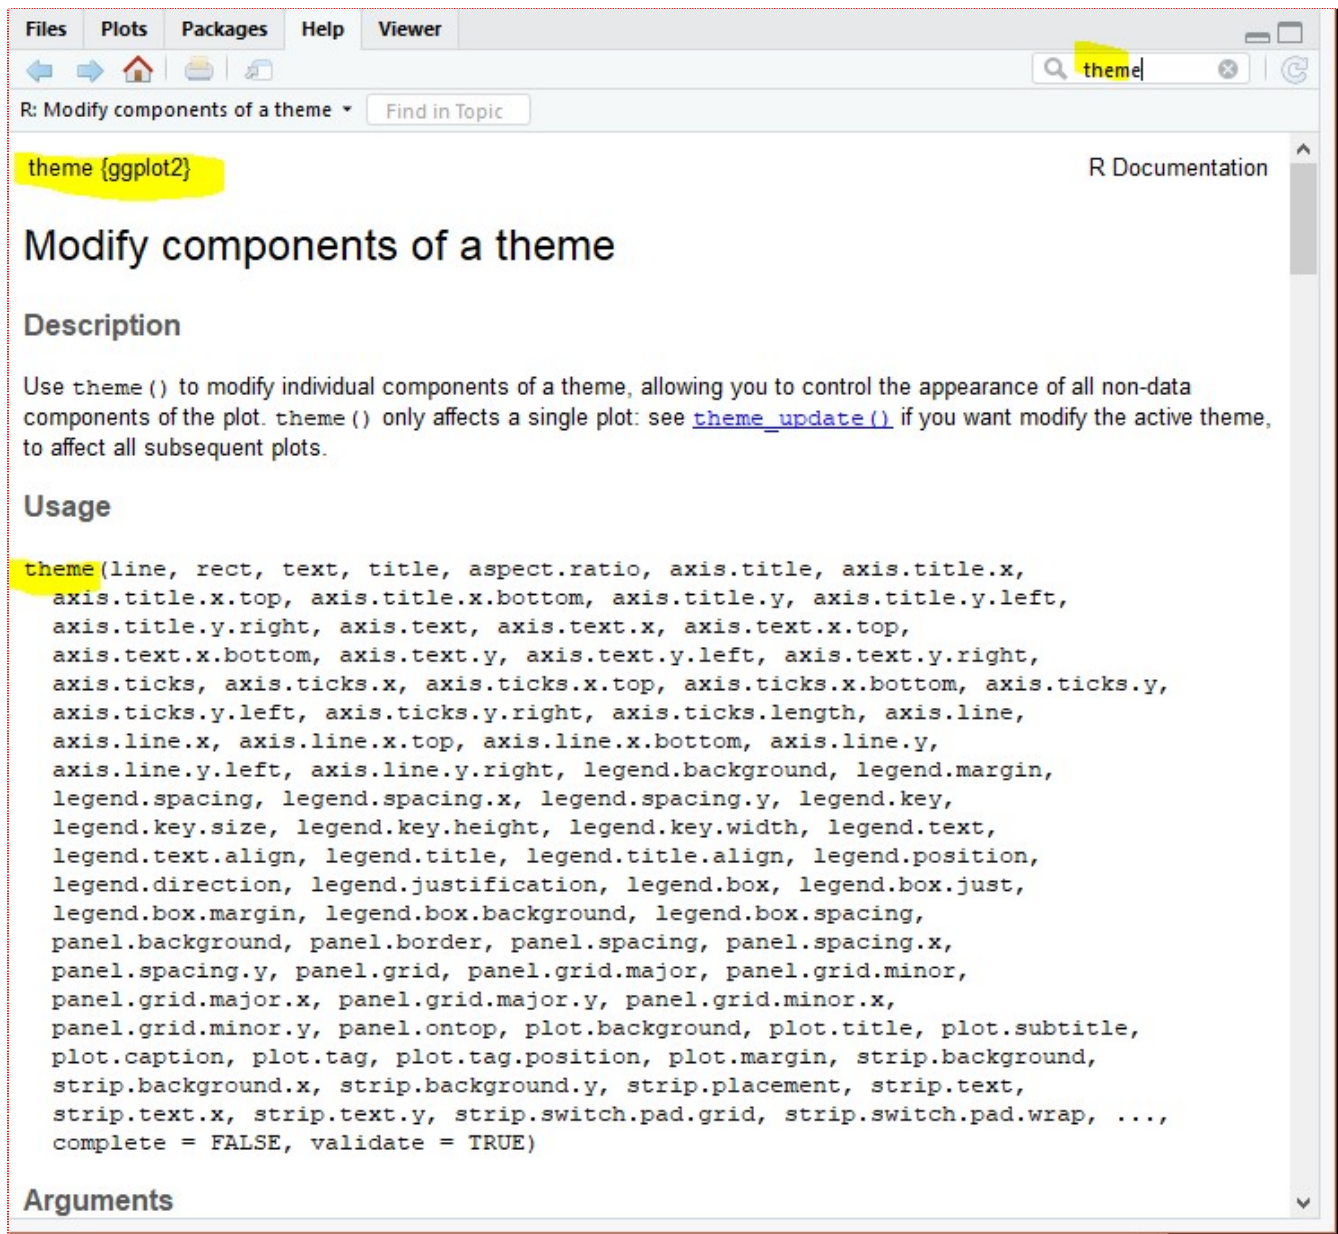 Files Plots Packages Help Viewer
theme
R: Modify components of a theme Find in Topic
theme {ggplot2} R Documentation
Modify components of a theme
Description
Use theme() to modify individual components of a theme, allowing you to control the appearance of all non-data
components of the plot. theme() only affects a single plot: see theme_update() if you want modify the active theme,
to affect all subsequent plots.
Usage
theme(line, rect, text, title, aspect.ratio, axis.title, axis.title.x,
axis.title.x.top, axis.title.x.bottom, axis.title.y, axis.title.y.left,
axis.title.y.right, axis.text, axis.text.x, axis.text.x.top,
axis.text.x.bottom, axis.text.y, axis.text.y.left, axis.text.y.right,
axis.ticks, axis.ticks.x, axis.ticks.x.top, axis.ticks.x.bottom, axis.ticks.y,
axis.ticks.y.left, axis.ticks.y.right, axis.ticks.length, axis.line,
axis.line.x, axis.line.x.top, axis.line.x.bottom, axis.line.y,
axis.line.y.left, axis.line.y.right, legend.background, legend.margin,
legend.spacing, legend.spacing.x, legend.spacing.y, legend.key,
legend.key.size, legend.key.height, legend.key.width, legend.text,
legend.text.align, legend.title, legend.title.align, legend.position,
legend.direction, legend.justification, legend.box, legend.box.just,
legend.box.margin, legend.box.background, legend.box.spacing,
panel.background, panel.border, panel.spacing, panel.spacing.x,
panel.spacing.y, panel.grid, panel.grid.major, panel.grid.minor,
panel.grid.major.x, panel.grid.major.y, panel.grid.minor.x,
panel.grid.minor.y, panel.ontop, plot.background, plot.title, plot.subtitle,
plot.caption, plot.tag, plot.tag.position, plot.margin, strip.background,
strip.background.x, strip.background.y, strip.placement, strip.text,
strip.text.x, strip.text.y, strip.switch.pad.grid, strip.switch.pad.wrap, ...,
complete = FALSE, validate = TRUE)
Arguments